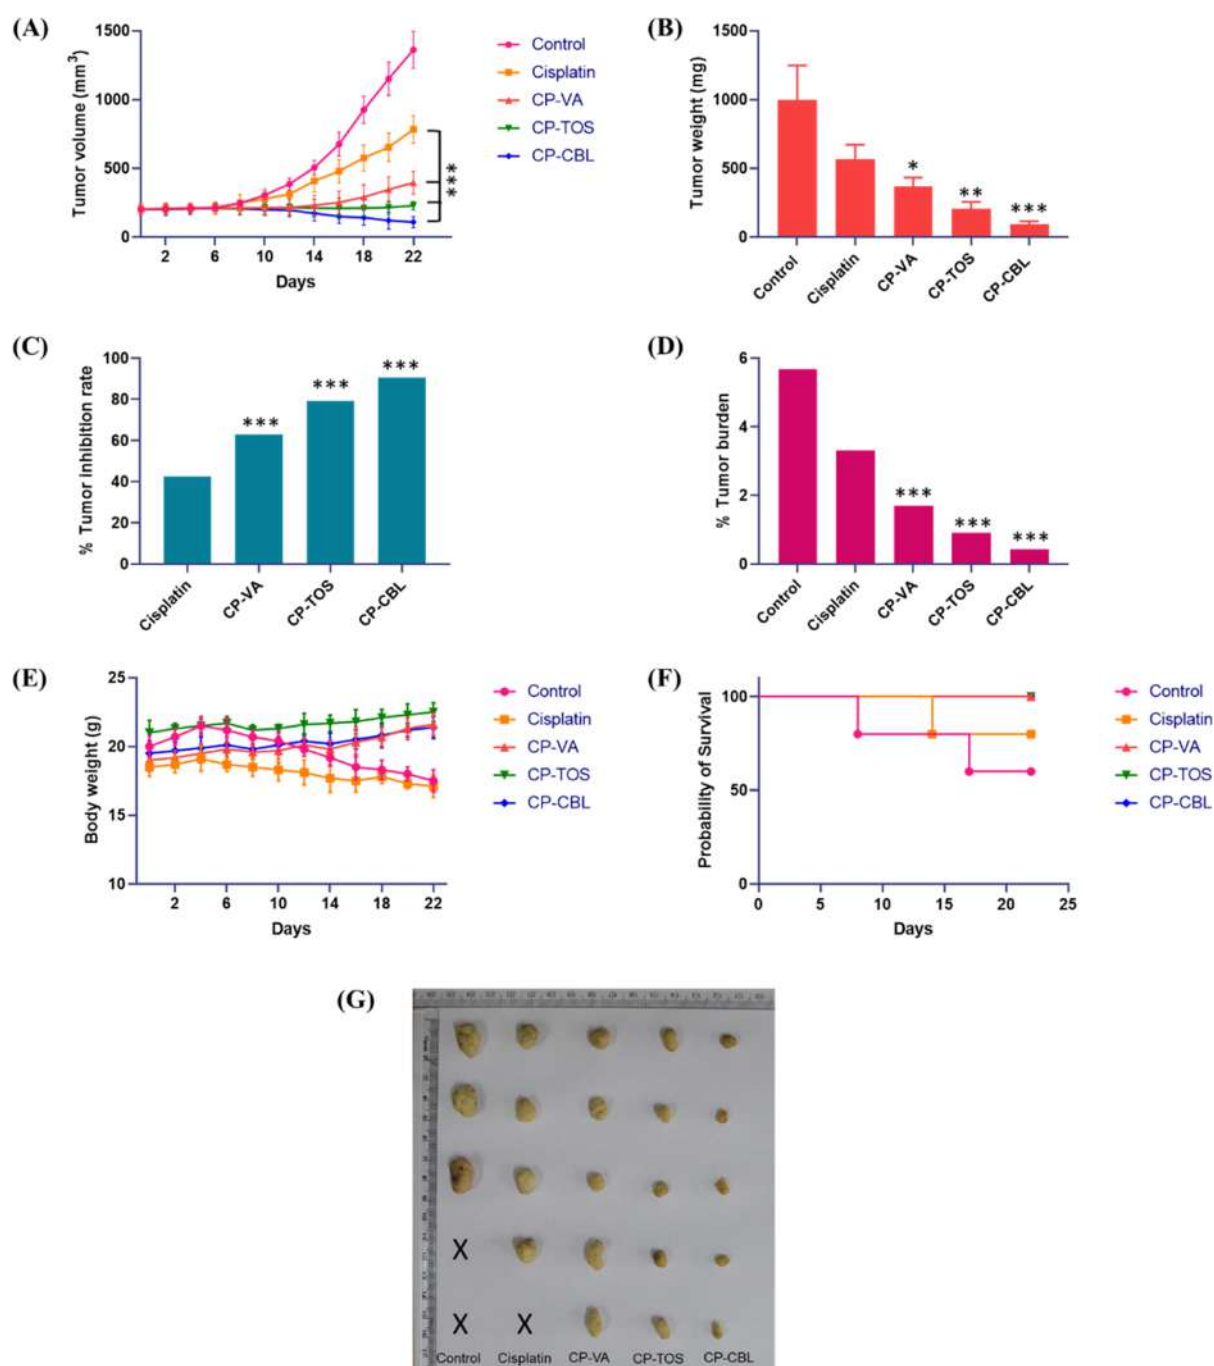 (A)
Tumor volume (mm³)
1500
1000
500
0
2 6 10 14 18 22
Days
Control
Cisplatin
CP-VA
CP-TOS
CP-CBL
***
(B)
Tumor weight (mg)
1500
1000
500
0
*
**
***
Control
Cisplatin
CP-VA
CP-TOS
CP-CBL
(C)
% Tumor inhibition rate
100
80
60
40
20
0
***
***
***
Cisplatin
CP-VA
CP-TOS
CP-CBL
(D)
% Tumor burden
6
4
2
0
***
***
***
Control
Cisplatin
CP-VA
CP-TOS
CP-CBL
(E)
Body weight (g)
25
20
15
10
2 6 10 14 18 22
Days
Control
Cisplatin
CP-VA
CP-TOS
CP-CBL
(F)
Probability of Survival
100
50
0
0 5 10 15 20 25
Days
Control
Cisplatin
CP-VA
CP-TOS
CP-CBL
(G)
X
X X
Control Cisplatin CP-VA CP-TOS CP-CBL